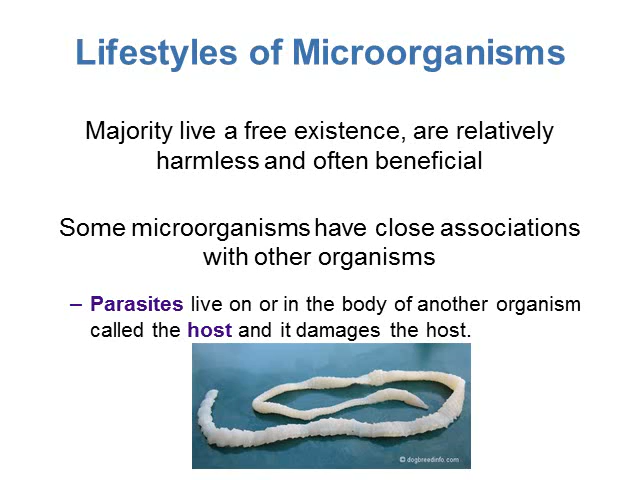 Lifestyles of Microorganisms
Majority live a free existence, are relatively
harmless and often beneficial
Some microorganisms have close associations
with other organisms
– Parasites live on or in the body of another organism
called the host and it damages the host.
© dogbreedinfo.com